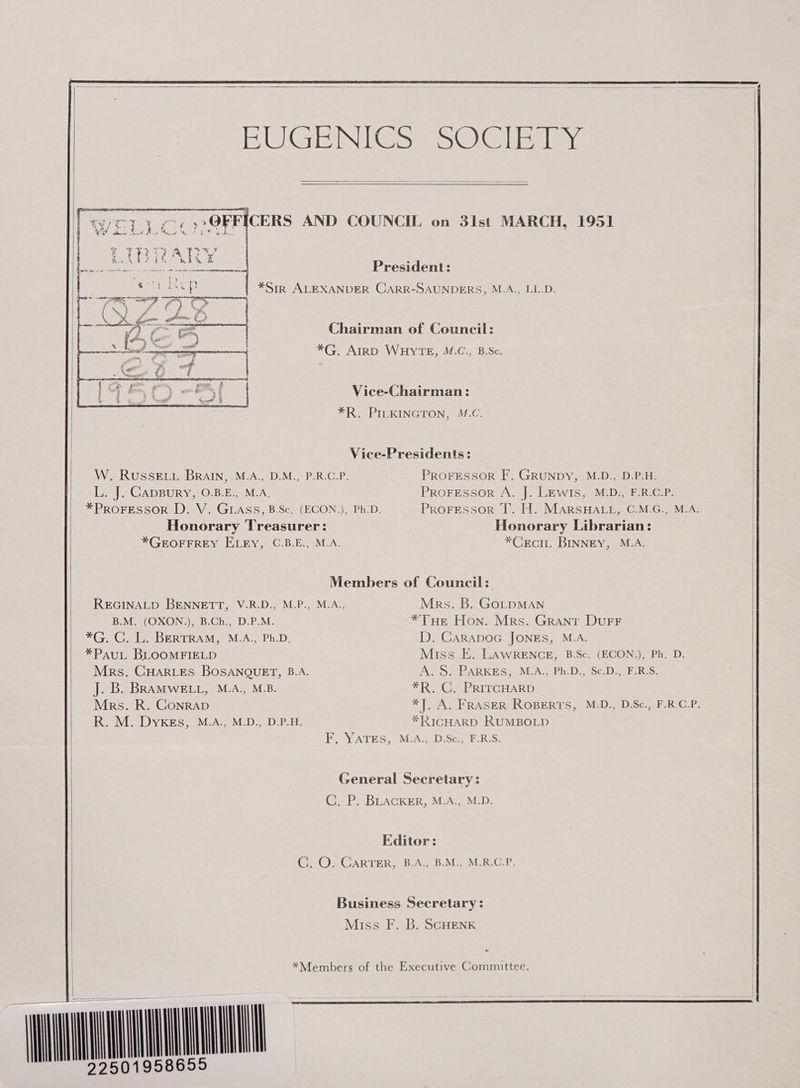 EUGENICS SOCIETY
OFFICERS AND COUNCIL on 31st MARCH, 1951
WELLCO
LIBRARY
President:
*SIR ALEXANDER CARR-SAUNDERS, M.A., LL.D.
QZ28
Chairman of Council:
*G. AIRD WHYTE, M.C., B.Sc.
1950-51
Vice-Chairman:
*R. PILKINGTON, M.C.
Vice-Presidents:
W. RUSSELL BRAIN, M.A., D.M., P.R.C.P.
L. J. CADBURY, O.B.E., M.A.
*PROFESSOR D. V. GLASS, B.Sc. (ECON.), Ph.D.
PROFESSOR F. GRUNDY, M.D., D.P.H.
PROFESSOR A. J. LEWIS, M.D., F.R.C.P.
PROFESSOR T. H. MARSHALL, C.M.G., M.A.
Honorary Treasurer:
*GEOFFREY ELEY, C.B.E., M.A.
Honorary Librarian:
*CECIL BINNEY, M.A.
Members of Council:
REGINALD BENNETT, V.R.D., M.P., M.A.,
B.M. (OXON.), B.Ch., D.P.M.
*G. C. L. BERTRAM, M.A., Ph.D.
*PAUL BLOOMFIELD
MRS. CHARLES BOSANQUET, B.A.
J. B. BRAMWELL, M.A., M.B.
MRS. R. CONRAD
R. M. DYKES, M.A., M.D., D.P.H.
MRS. B. GOLDMAN
*THE HON. MRS. GRANT DUFF
D. CARADOG JONES, M.A.
MISS E. LAWRENCE, B.Sc. (ECON.), Ph. D.
A. S. PARKES, M.A., Ph.D., Sc.D., F.R.S.
*R. C. PRITCHARD
*J. A. FRASER ROBERTS, M.D., D.Sc., F.R.C.P.
*RICHARD RUMBOLD
F. YATES, M.A., D.Sc., F.R.S.
General Secretary:
C. P. BLACKER, M.A., M.D.
Editor:
C. O. CARTER, B.A., B.M., M.R.C.P.
Business Secretary:
MISS F. B. SCHENK
*Members of the Executive Committee.
22501958655